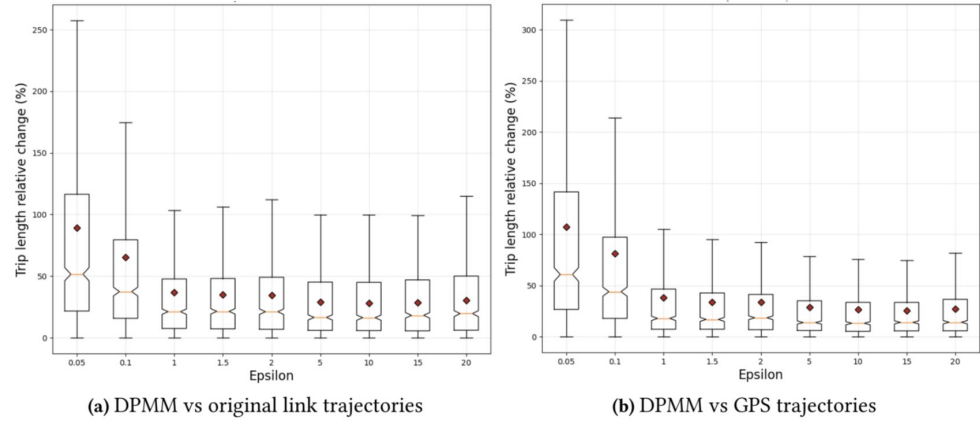 Trip length relative change (%)
250
200
150
100
50
0
0.05 0.1 1 1.5 2 5 10 15 20
Epsilon
(a) DPMM vs original link trajectories
Trip length relative change (%)
300
250
200
150
100
50
0
0.05 0.1 1 1.5 2 5 10 15 20
Epsilon
(b) DPMM vs GPS trajectories